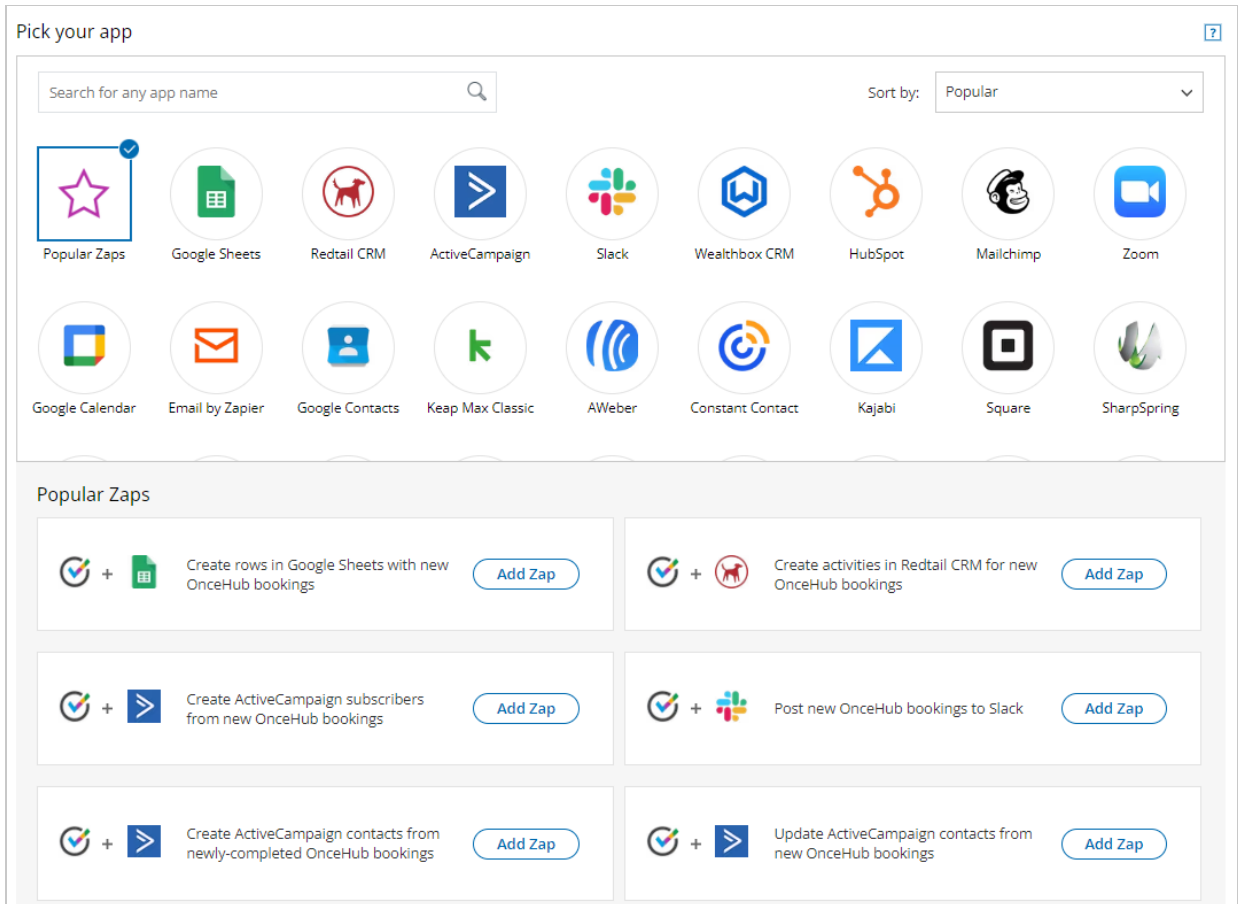 Pick your app
?
Search for any app name
Sort by:
Popular
Popular Zaps
Google Sheets
Redtail CRM
ActiveCampaign
Slack
Wealthbox CRM
HubSpot
Mailchimp
Zoom
Google Calendar
Email by Zapier
Google Contacts
Keap Max Classic
AWeber
Constant Contact
Kajabi
Square
SharpSpring
Popular Zaps
Create rows in Google Sheets with new
OnceHub bookings
Add Zap
Create activities in Redtail CRM for new
OnceHub bookings
Add Zap
Create ActiveCampaign subscribers
from new OnceHub bookings
Add Zap
Post new OnceHub bookings to Slack
Add Zap
Create ActiveCampaign contacts from
newly-completed OnceHub bookings
Add Zap
Update ActiveCampaign contacts from
new OnceHub bookings
Add Zap